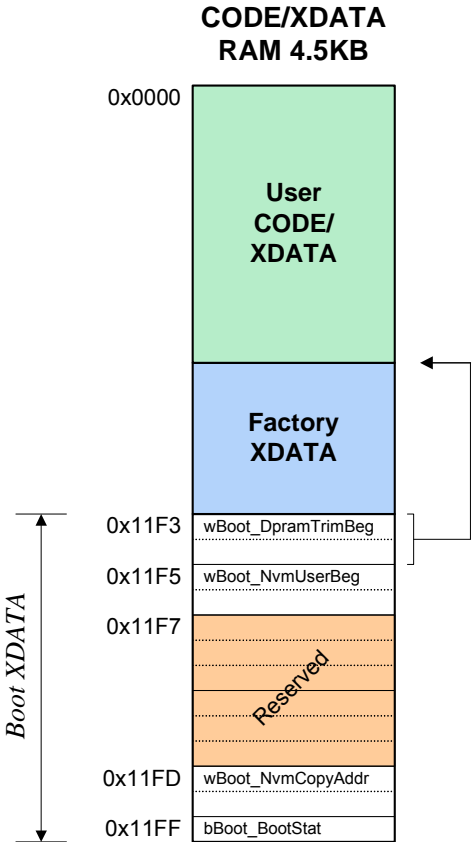 CODE/XDATA
RAM 4.5KB
0x0000
User
CODE/
XDATA
Factory
XDATA
0x11F3 wBoot_DpramTrimBeg
0x11F5 wBoot_NvmUserBeg
0x11F7
Reserved
Boot XDATA
0x11FD wBoot_NvmCopyAddr
0x11FF bBoot_BootStat